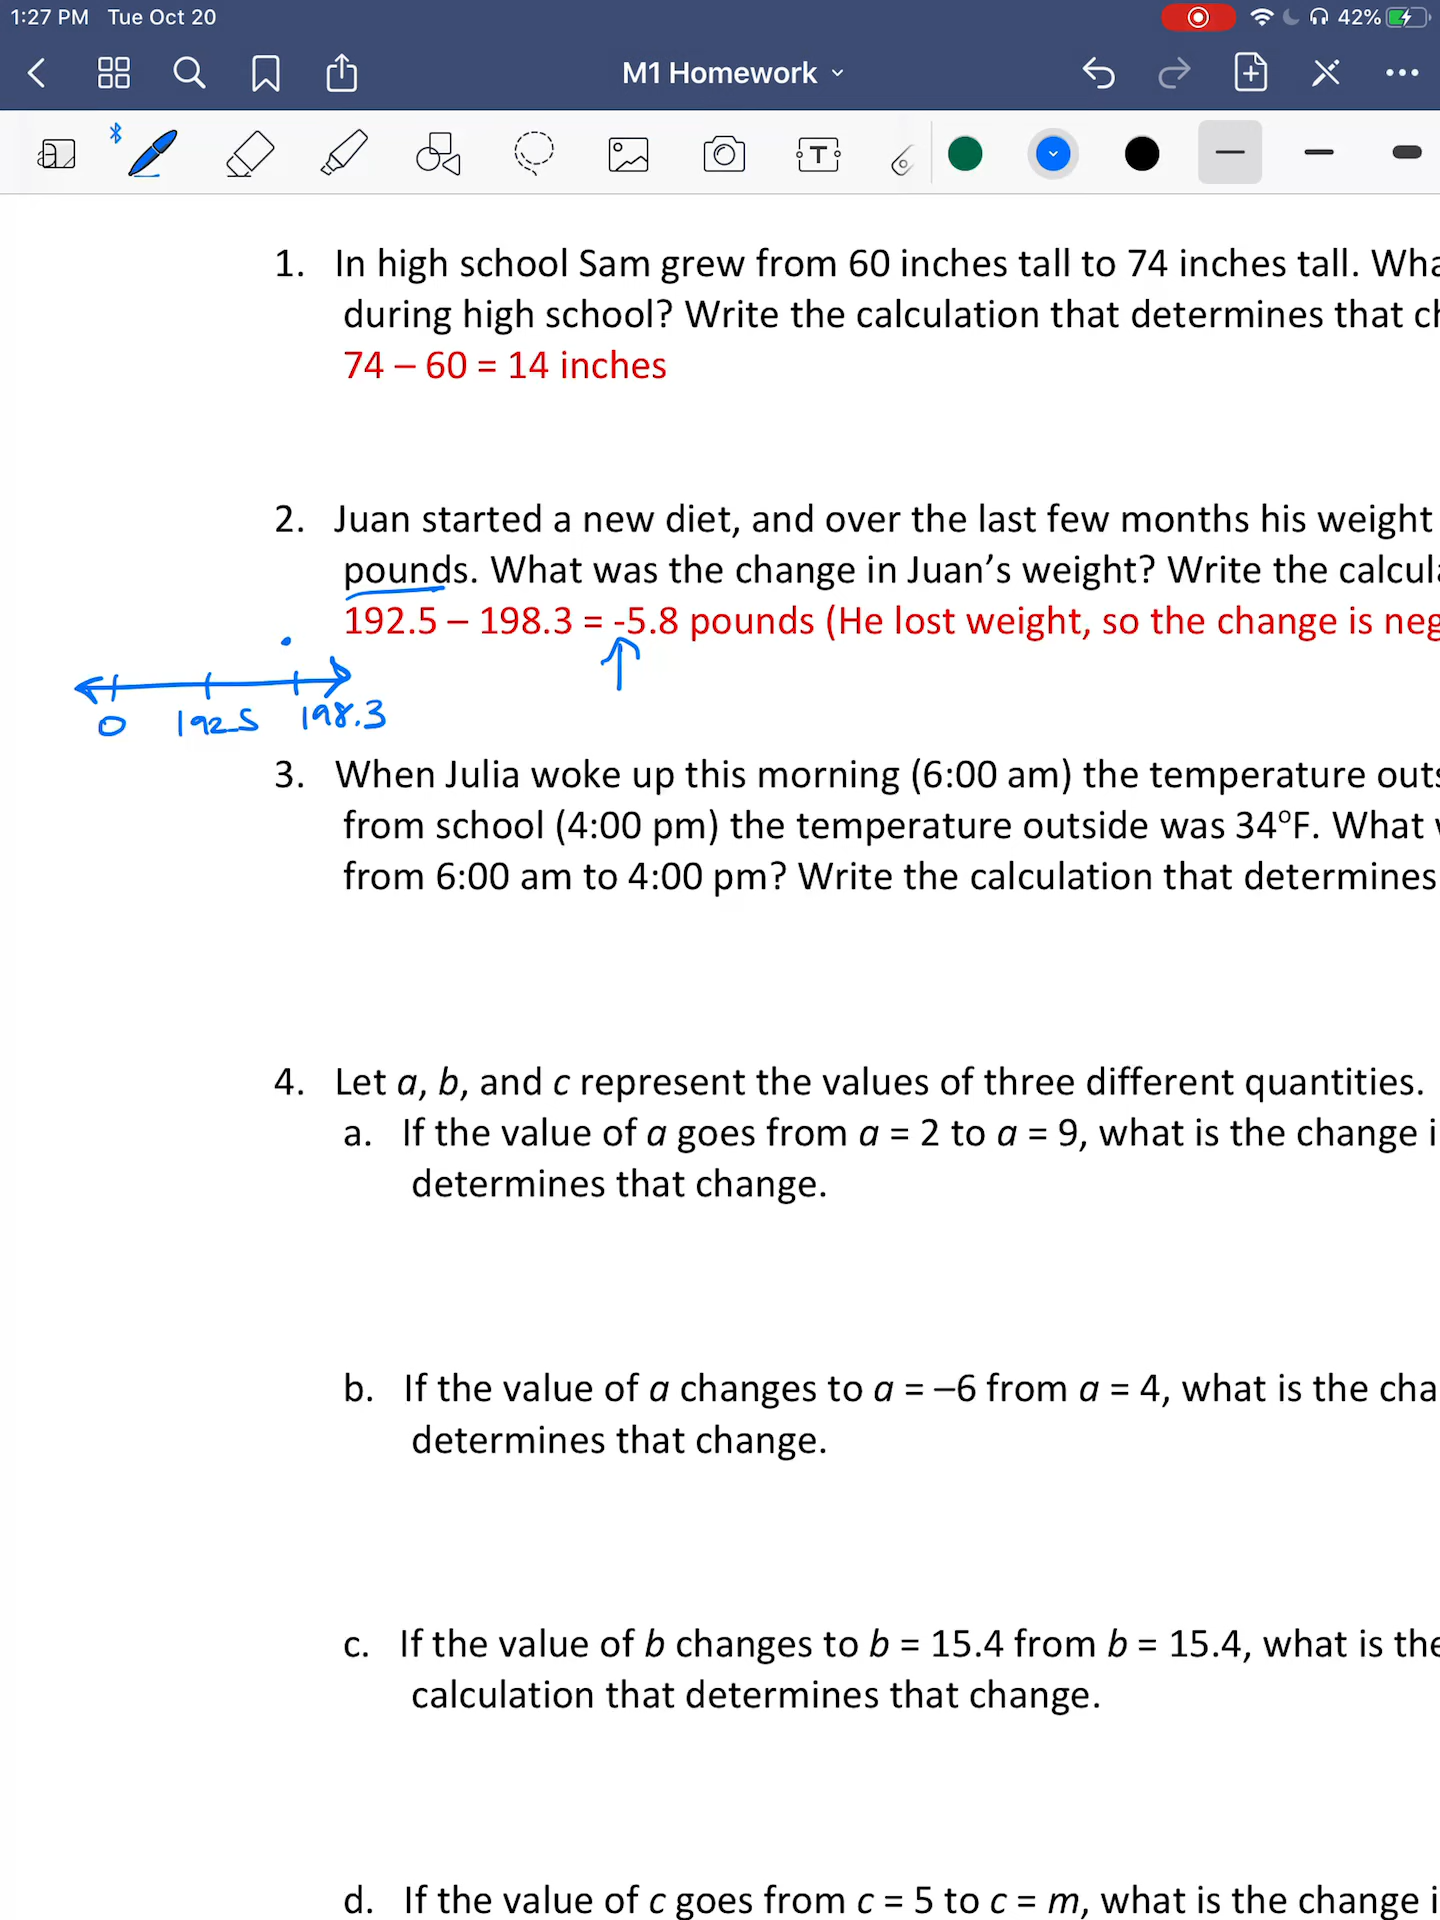 1:27 PM Tue Oct 20
42%
M1 Homework
T
1. In high school Sam grew from 60 inches tall to 74 inches tall.
during high school? Write the calculation that determines that
74 – 60 = 14 inches
2. Juan started a new diet, and over the last few months his weight
pounds. What was the change in Juan’s weight? Write the
192.5 – 198.3 = -5.8 pounds (He lost weight, so the change is
0 192.5 198.3
3. When Julia woke up this morning (6:00 am) the temperature
from school (4:00 pm) the temperature outside was 34°F. What
from 6:00 am to 4:00 pm? Write the calculation that determines
4. Let a, b, and c represent the values of three different quantities.
a. If the value of a goes from a = 2 to a = 9, what is the change
determines that change.
b. If the value of a changes to a = –6 from a = 4, what is the
determines that change.
c. If the value of b changes to b = 15.4 from b = 15.4, what is the
calculation that determines that change.
d. If the value of c goes from c = 5 to c = m, what is the change